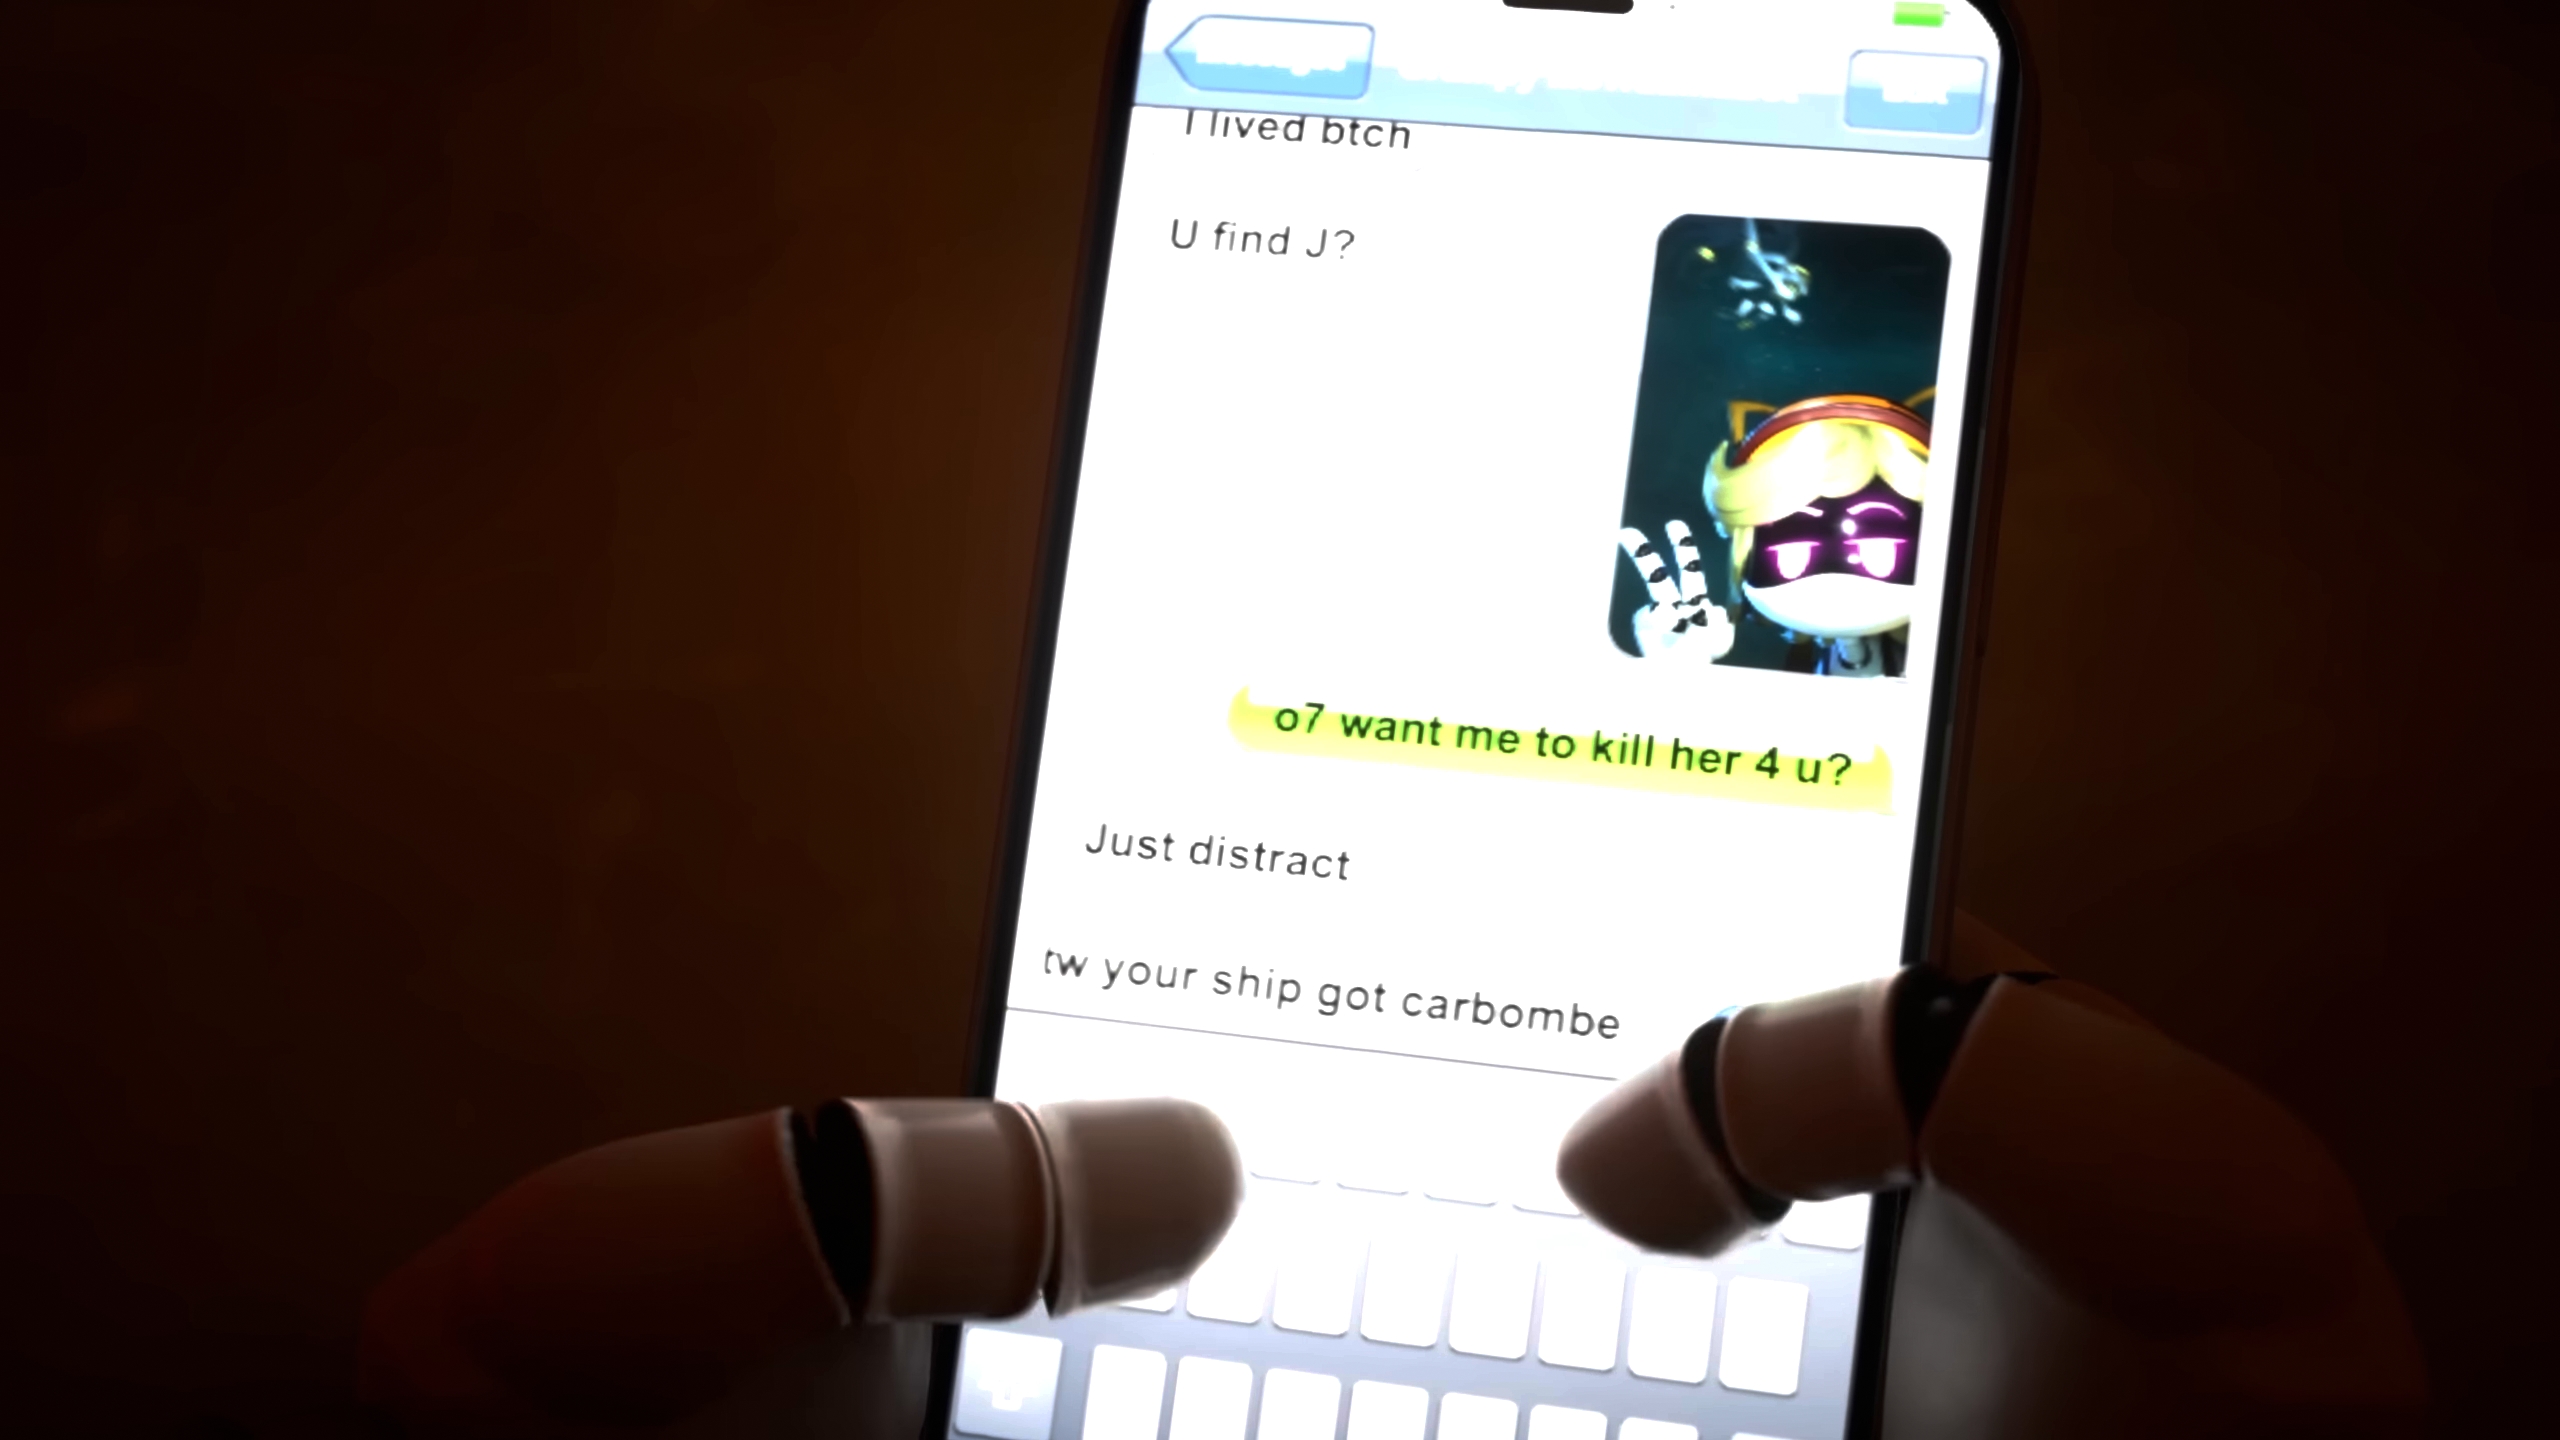 I lived btch
U find J?
o7 want me to kill her 4 u?
Just distract
tw your ship got carbombe